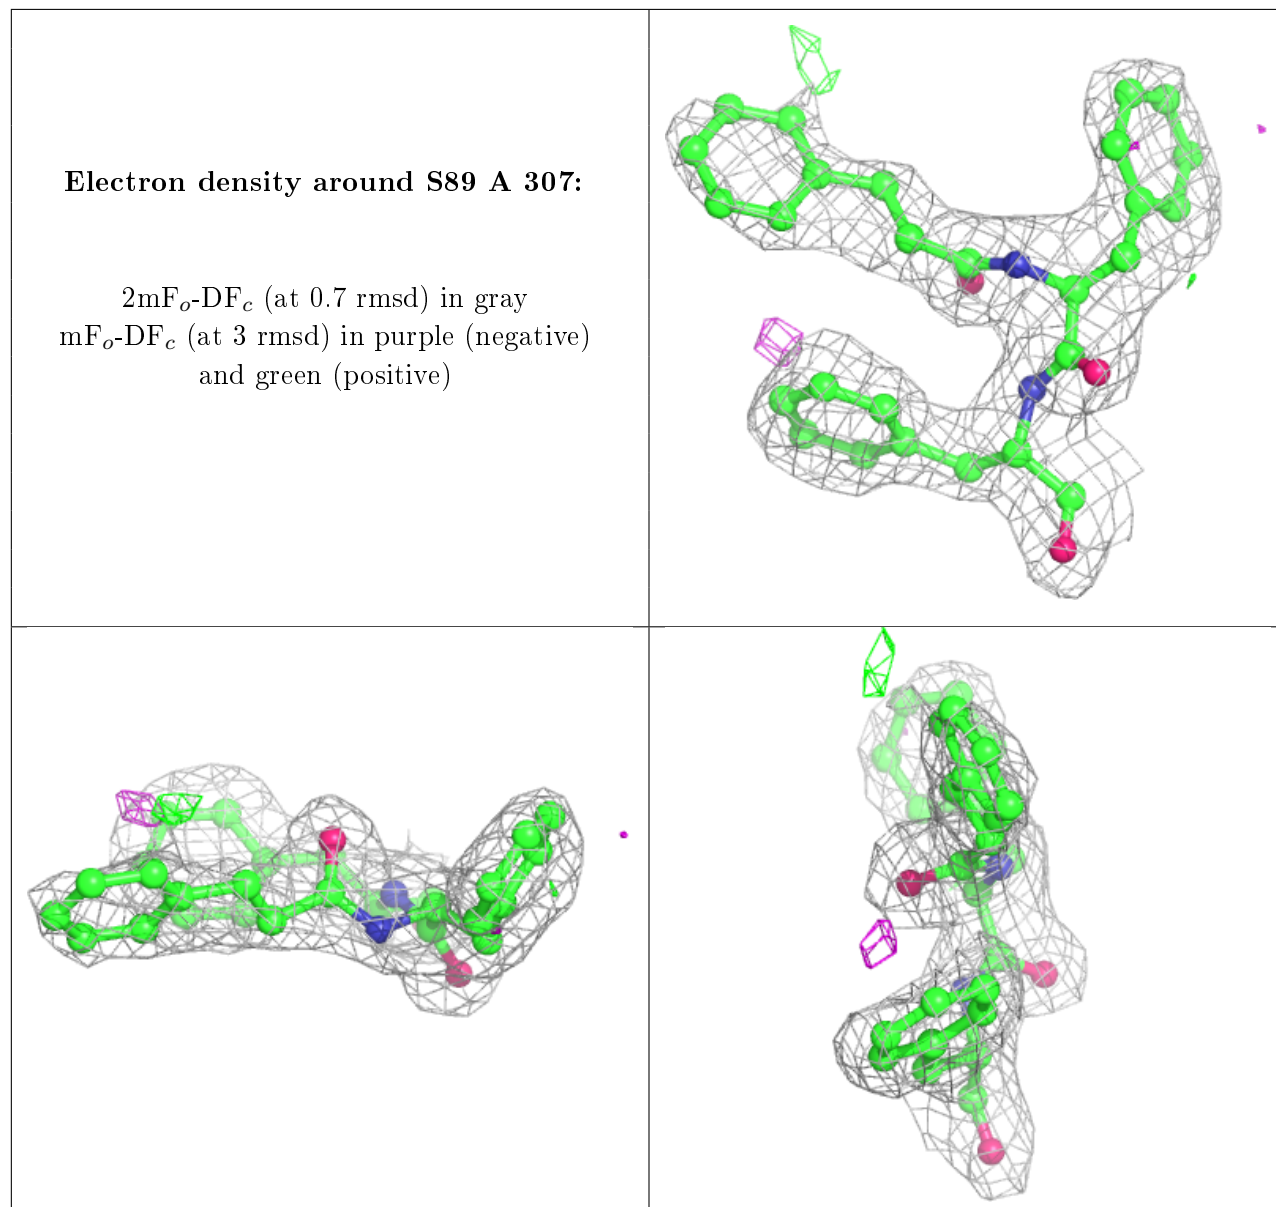 Electron density around S89 A 307:
2mFo-DFc (at 0.7 rmsd) in gray
mFo-DFc (at 3 rmsd) in purple (negative)
and green (positive)